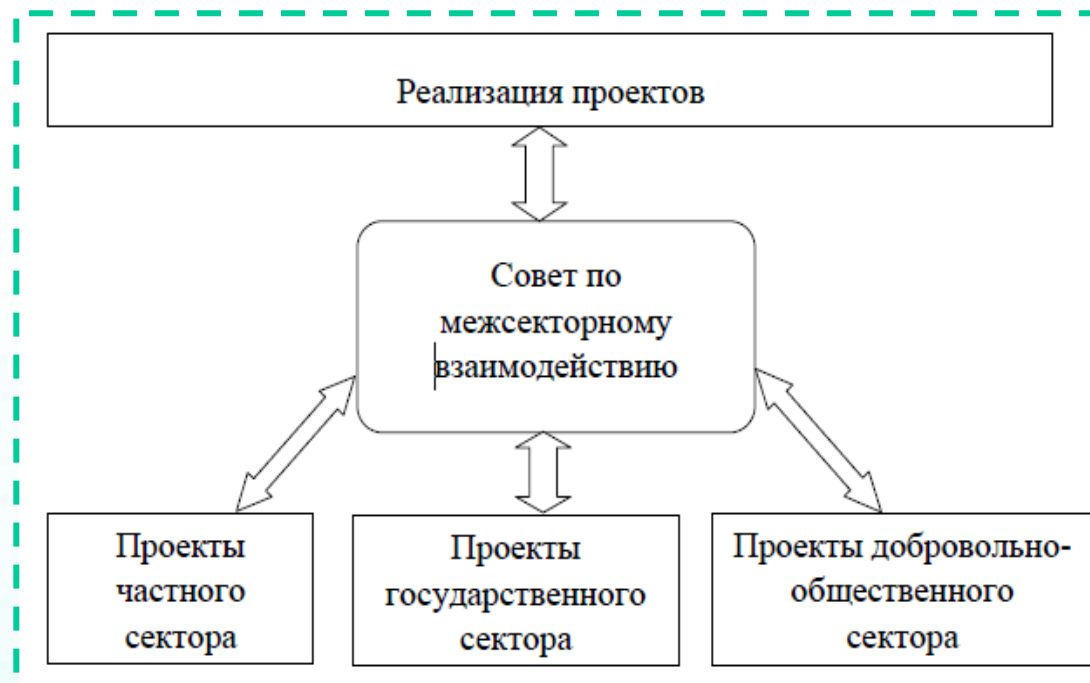 Реализация проектов
Совет по
межсекторному
взаимодействию
Проекты
частного
сектора
Проекты
государственного
сектора
Проекты добровольно-
общественного
сектора